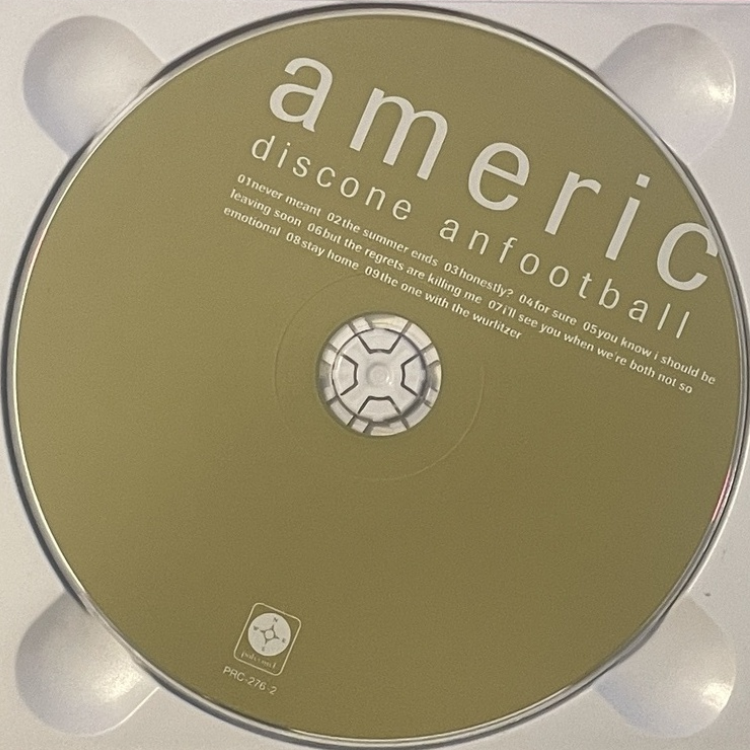 americ
discone anfootball
01never meant 02the summer ends 03honestly? 04for sure 05you know i should be
leaving soon 06but the regrets are killing me 07i'll see you when we're both not so
emotional 08stay home 09the one with the wurlitzer
polyvinyl
PRC-276-2